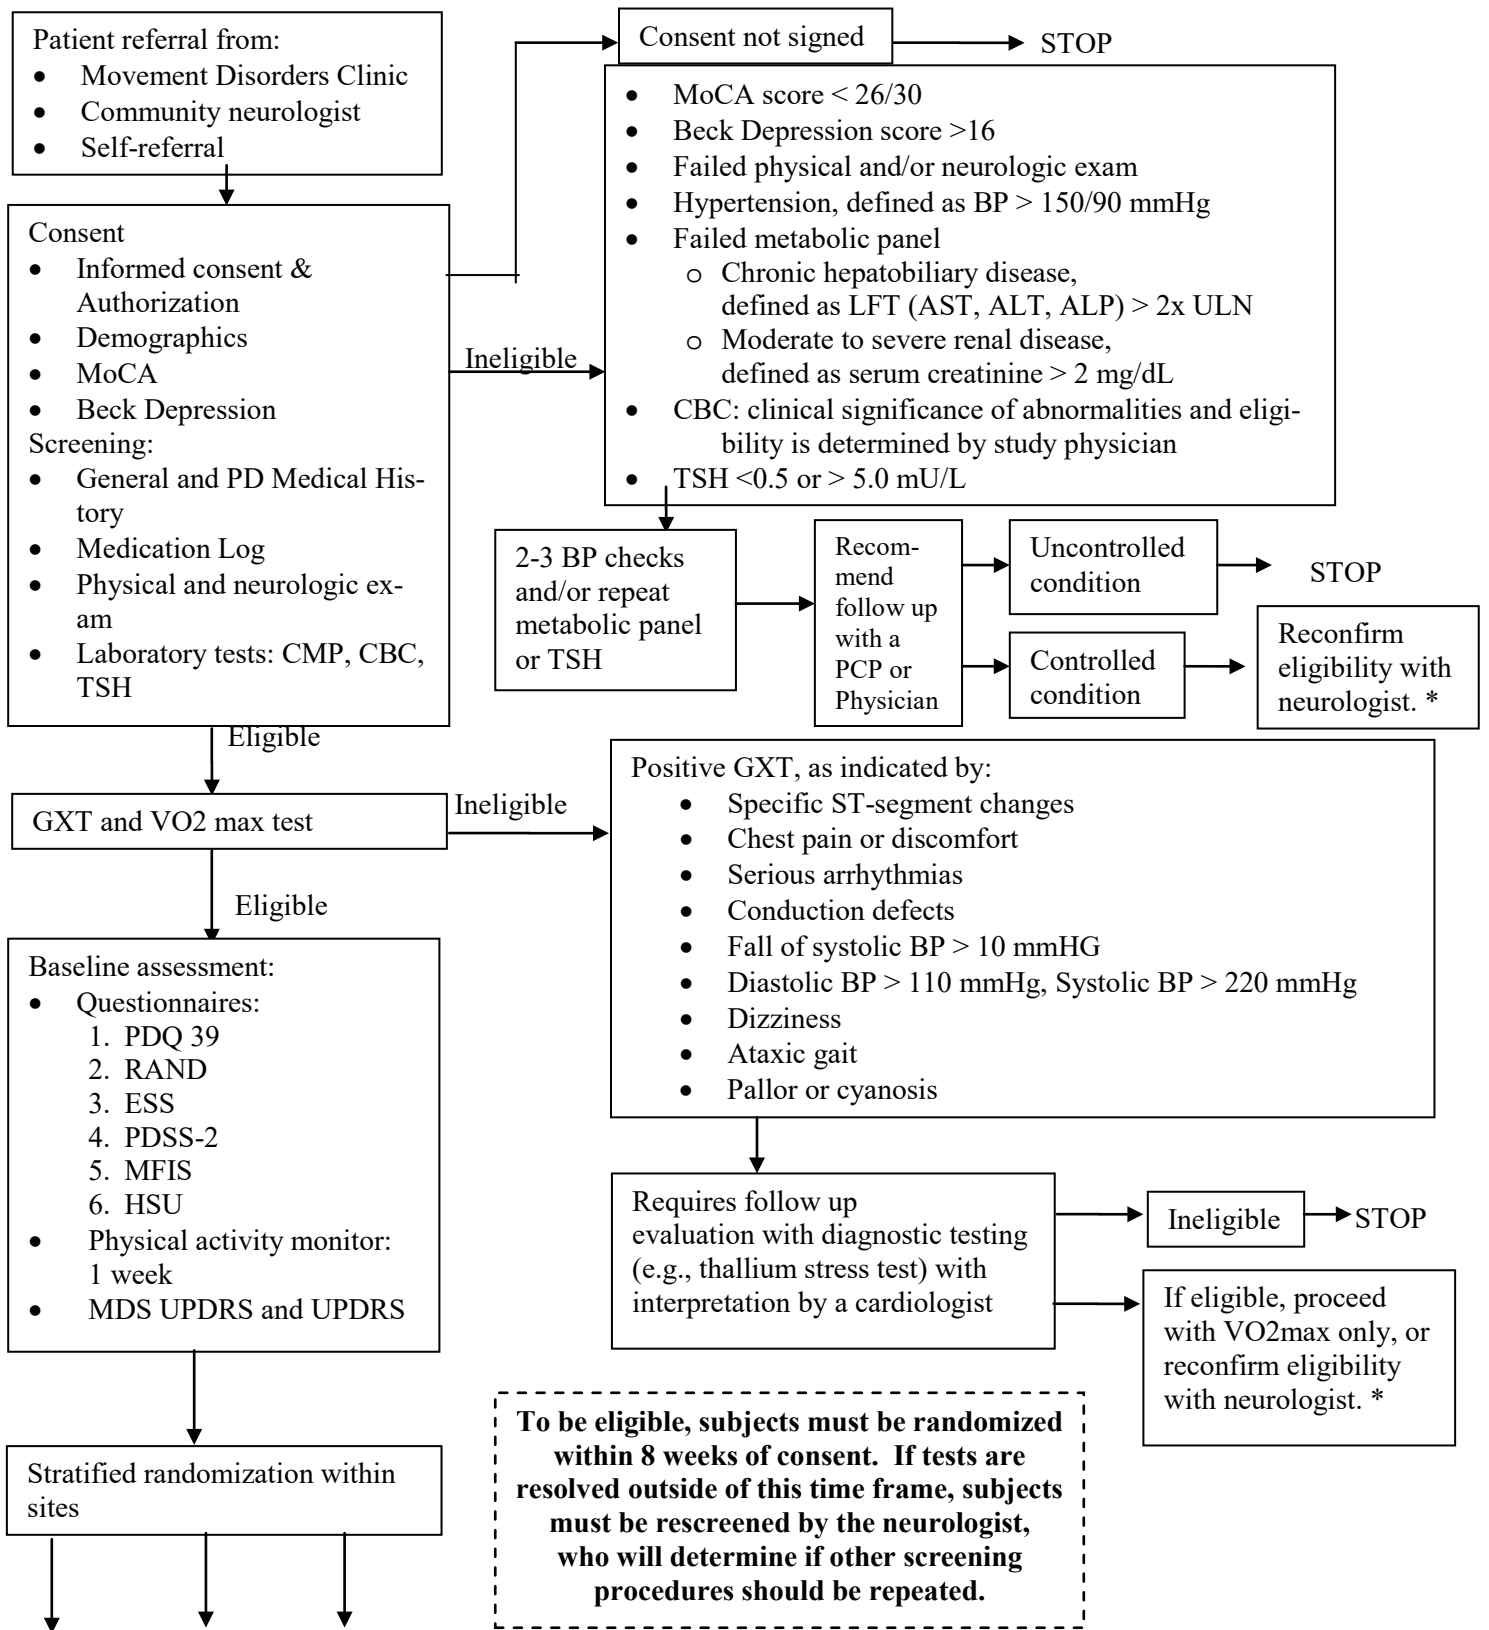 Patient referral from:
• Movement Disorders Clinic
• Community neurologist
• Self-referral
Consent not signed
STOP
Consent
• Informed consent &
Authorization
• Demographics
• MoCA
• Beck Depression
Screening:
• General and PD Medical His-
tory
• Medication Log
• Physical and neurologic ex-
am
• Laboratory tests: CMP, CBC,
TSH
Ineligible
• MoCA score < 26/30
• Beck Depression score >16
• Failed physical and/or neurologic exam
• Hypertension, defined as BP > 150/90 mmHg
• Failed metabolic panel
o Chronic hepatobiliary disease,
defined as LFT (AST, ALT, ALP) > 2x ULN
o Moderate to severe renal disease,
defined as serum creatinine > 2 mg/dL
• CBC: clinical significance of abnormalities and eligi-
bility is determined by study physician
• TSH <0.5 or > 5.0 mU/L
2-3 BP checks
and/or repeat
metabolic panel
or TSH
Recom-
mend
follow up
with a
PCP or
Physician
Uncontrolled
condition
STOP
Controlled
condition
Reconfirm
eligibility with
neurologist. *
Eligible
GXT and VO2 max test
Ineligible
Positive GXT, as indicated by:
• Specific ST-segment changes
• Chest pain or discomfort
• Serious arrhythmias
• Conduction defects
• Fall of systolic BP > 10 mmHG
• Diastolic BP > 110 mmHg, Systolic BP > 220 mmHg
• Dizziness
• Ataxic gait
• Pallor or cyanosis
Eligible
Baseline assessment:
• Questionnaires:
1. PDQ 39
2. RAND
3. ESS
4. PDSS-2
5. MFIS
6. HSU
• Physical activity monitor:
1 week
• MDS UPDRS and UPDRS
Requires follow up
evaluation with diagnostic testing
(e.g., thallium stress test) with
interpretation by a cardiologist
Ineligible
STOP
If eligible, proceed
with VO2max only, or
reconfirm eligibility
with neurologist. *
Stratified randomization within
sites
To be eligible, subjects must be randomized
within 8 weeks of consent. If tests are
resolved outside of this time frame, subjects
must be rescreened by the neurologist,
who will determine if other screening
procedures should be repeated.